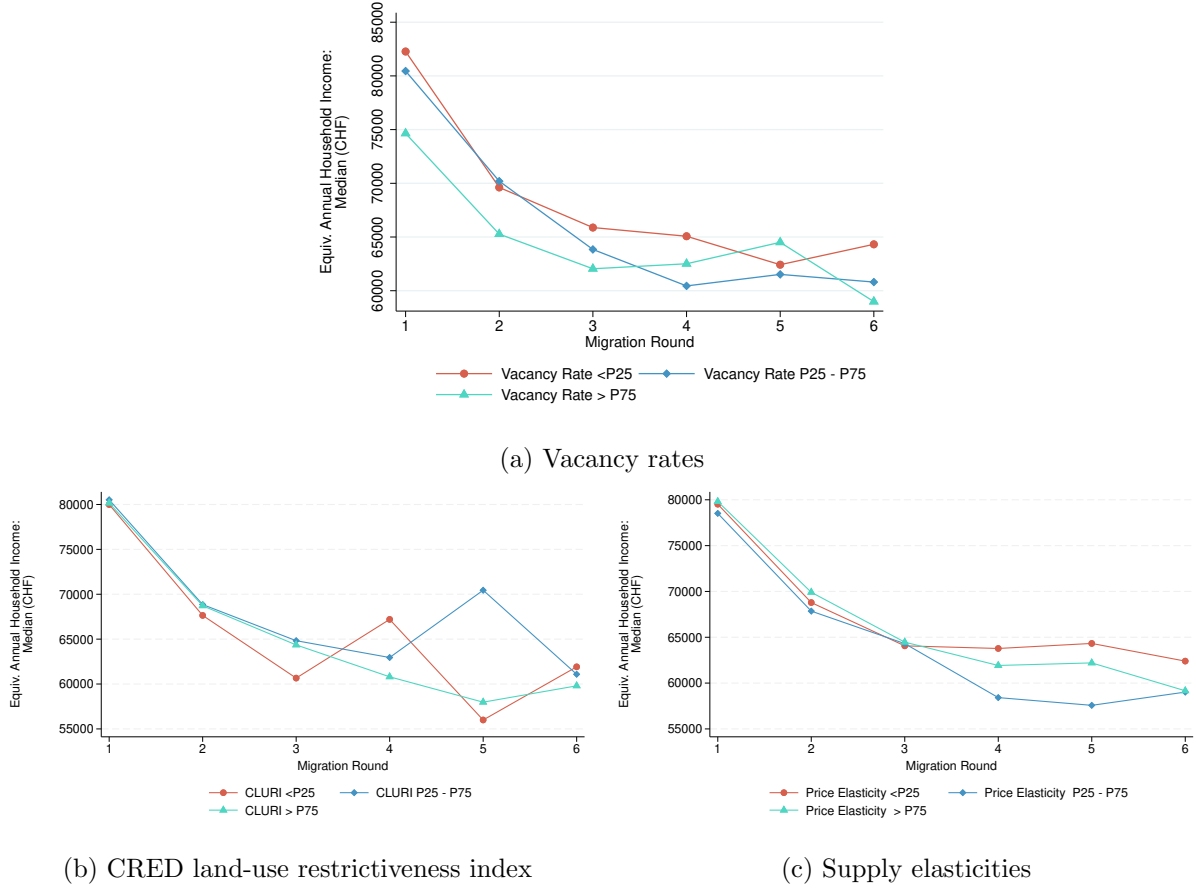 Equiv. Annual Household Income:
Median (CHF)
85000
80000
75000
70000
65000
60000
1 2 3 4 5 6
Migration Round
Vacancy Rate <P25 Vacancy Rate P25 - P75
Vacancy Rate > P75
(a) Vacancy rates
Equiv. Annual Household Income:
Median (CHF)
80000
75000
70000
65000
60000
55000
1 2 3 4 5 6
Migration Round
CLURI <P25 CLURI P25 - P75
CLURI > P75
(b) CRED land-use restrictiveness index
Equiv. Annual Household Income:
Median (CHF)
80000
75000
70000
65000
60000
55000
1 2 3 4 5 6
Migration Round
Price Elasticity <P25 Price Elasticity P25 - P75
Price Elasticity > P75
(c) Supply elasticities